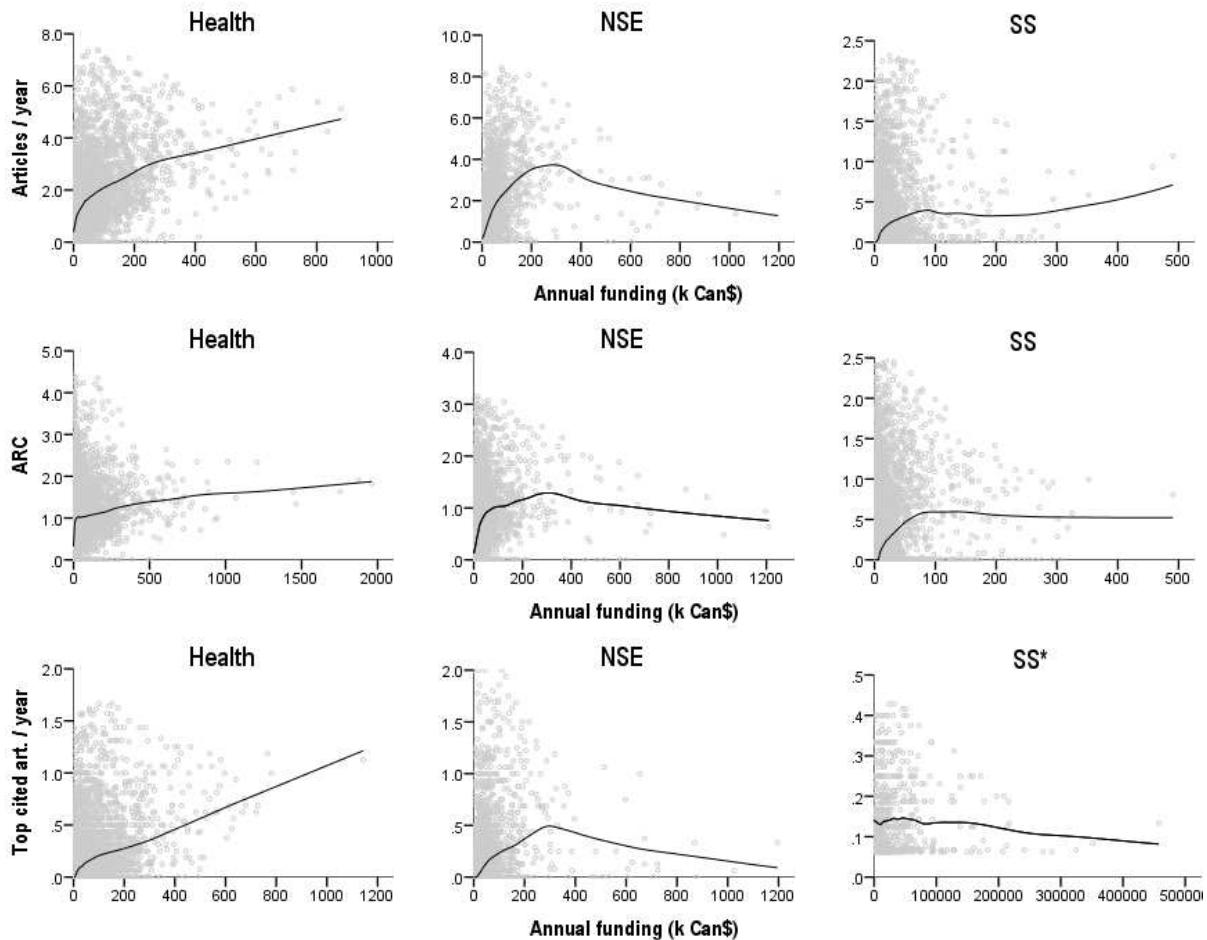 Health NSE SS
Articles / year
8.0 6.0 4.0 2.0 .0
0 200 400 600 800 1000
10.0 8.0 6.0 4.0 2.0 .0
0 200 400 600 800 1000 1200
2.5 2.0 1.5 1.0 .5 .0
0 100 200 300 400 500
Annual funding (k Can$)
Health NSE SS
ARC
5.0 4.0 3.0 2.0 1.0 .0
0 500 1000 1500 2000
4.0 3.0 2.0 1.0 .0
0 200 400 600 800 1000 1200
2.5 2.0 1.5 1.0 .5 .0
0 100 200 300 400 500
Annual funding (k Can$)
Health NSE SS*
Top cited art. / year
2.0 1.5 1.0 .5 .0
0 200 400 600 800 1000 1200
2.0 1.5 1.0 .5 .0
0 200 400 600 800 1000 1200
.5 .4 .3 .2 .1 .0
0 100000 200000 300000 400000 500000
Annual funding (k Can$)